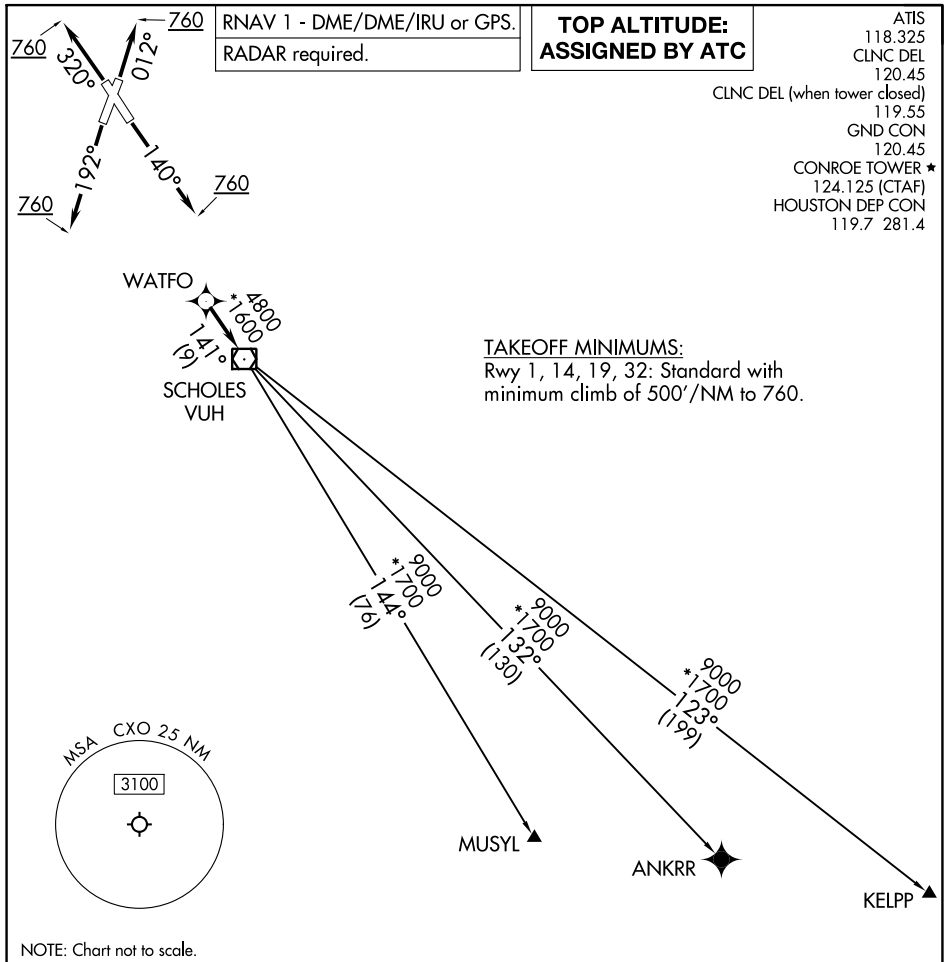 RNAV 1 - DME/DME/IRU or GPS.
RADAR required.
TOP ALTITUDE:
ASSIGNED BY ATC
ATIS
118.325
CLNC DEL
120.45
CLNC DEL (when tower closed)
119.55
GND CON
120.45
CONROE TOWER ★
124.125 (CTAF)
HOUSTON DEP CON
119.7 281.4
760
320°
760
012°
760
192°
760
140°
WATFO
4800
*1600
141°
(9)
SCHOLES
VUH
TAKEOFF MINIMUMS:
Rwy 1, 14, 19, 32: Standard with
minimum climb of 500'/NM to 760.
9000
*1700
144°
(76)
9000
*1700
132°
(130)
9000
*1700
123°
(199)
MSA CXO 25 NM
3100
MUSYL
ANKRR
KELPP
NOTE: Chart not to scale.